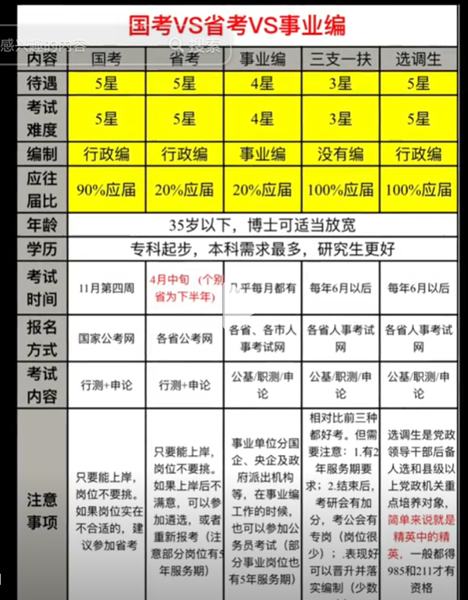 国考VS省考VS事业编
感兴趣的内容 搜索
内容 国考 省考 事业编 三支一扶 选调生
待遇 5星 5星 4星 3星 5星
考试
难度 5星 5星 4星 3星 5星
编制 行政编 行政编 事业编 没有编 行政编
应往
届比 90%应届 20%应届 20%应届 100%应届 100%应届
年龄 35岁以下，博士可适当放宽
学历 专科起步，本科需求最多，研究生更好
考试
时间
11月第四周
4月中旬（个别
省为下半年）
几乎每月都有
每年6月以后
每年6月以后
报名
方式
国家公考网
各省公考网
各省、各市人
事考试网
各省人事考试
网
各省人事考试
网
考试
内容
行测+申论
行测+申论
公基/职测/申
论
公基/职测/申
论
公基/职测/申
论
注意
事项
只要能上岸，
岗位不要挑。
如果岗位实在
不合适的，建
议参加省考
只要能上岸，
岗位不要挑。
如果上岸后不
满意，可以参
加遴选，或者
重新报考（注
意部分岗位有5
年服务期）
事业单位分国
企、央企及政
府派出机构
等，在事业编
工作的时候，
也可以参加公
务员考试（部
分事业岗位也
有5年服务期）
相对比前三种
都好考。但需
要注意：1.有2
年服务期要
求；2.结束后，
考研会有加
分，考公会有
专岗（岗位很
少）；.表现好
可以晋升并落
实编制（少数
选调生是党政
领导干部后备
人选和县级以
上党政机关重
点培养对象，
简单来说就是
精英中的精
英，一般都得
985和211才有
资格